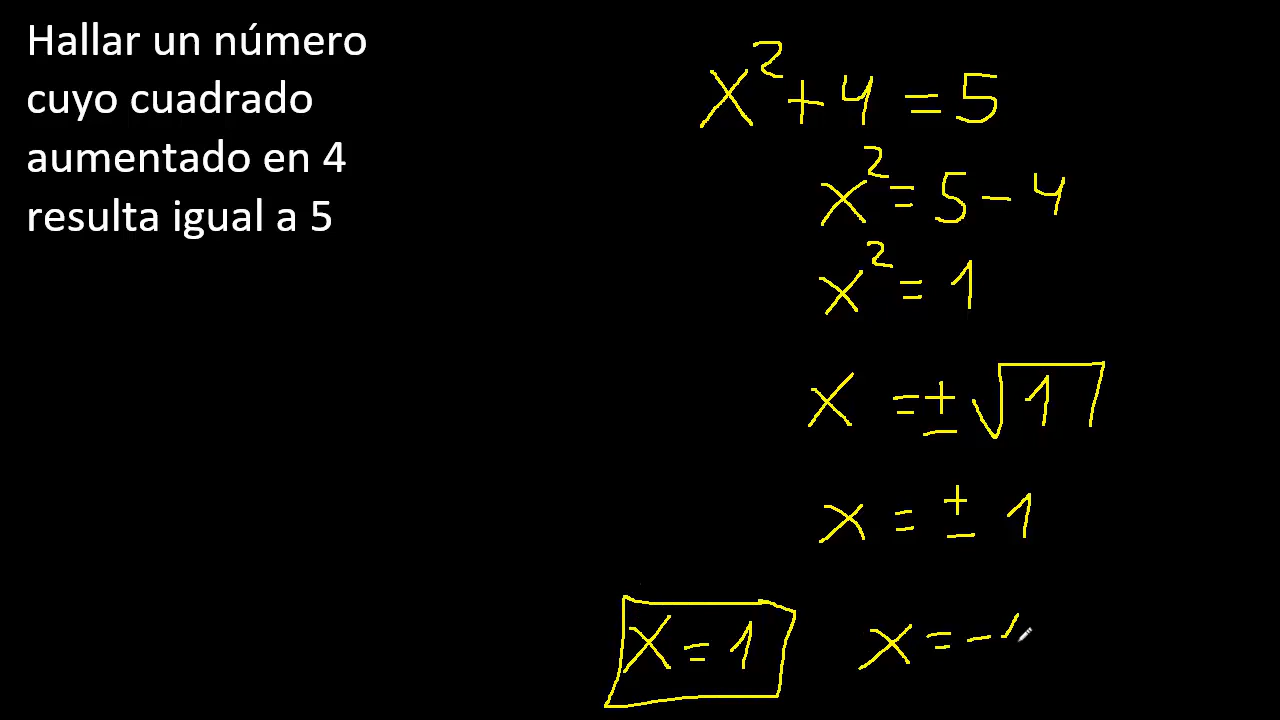 Hallar un número
cuyo cuadrado
aumentado en 4
resulta igual a 5
x² + 4 = 5
x² = 5 - 4
x² = 1
x = ± √1
x = ± 1
x = 1 x = -1